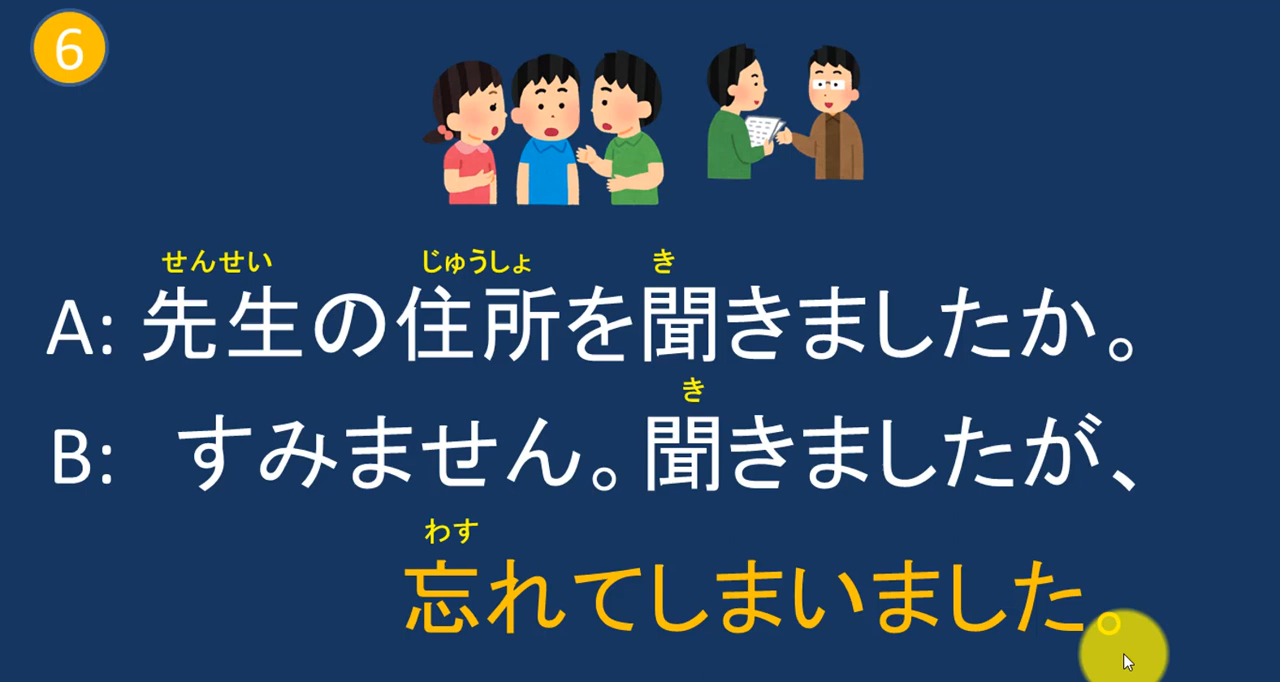 6
せんせい じゅうしょ き
A: 先生の住所を聞きましたか。
き
B: すみません。聞きましたが、
わす
忘れてしまいました。